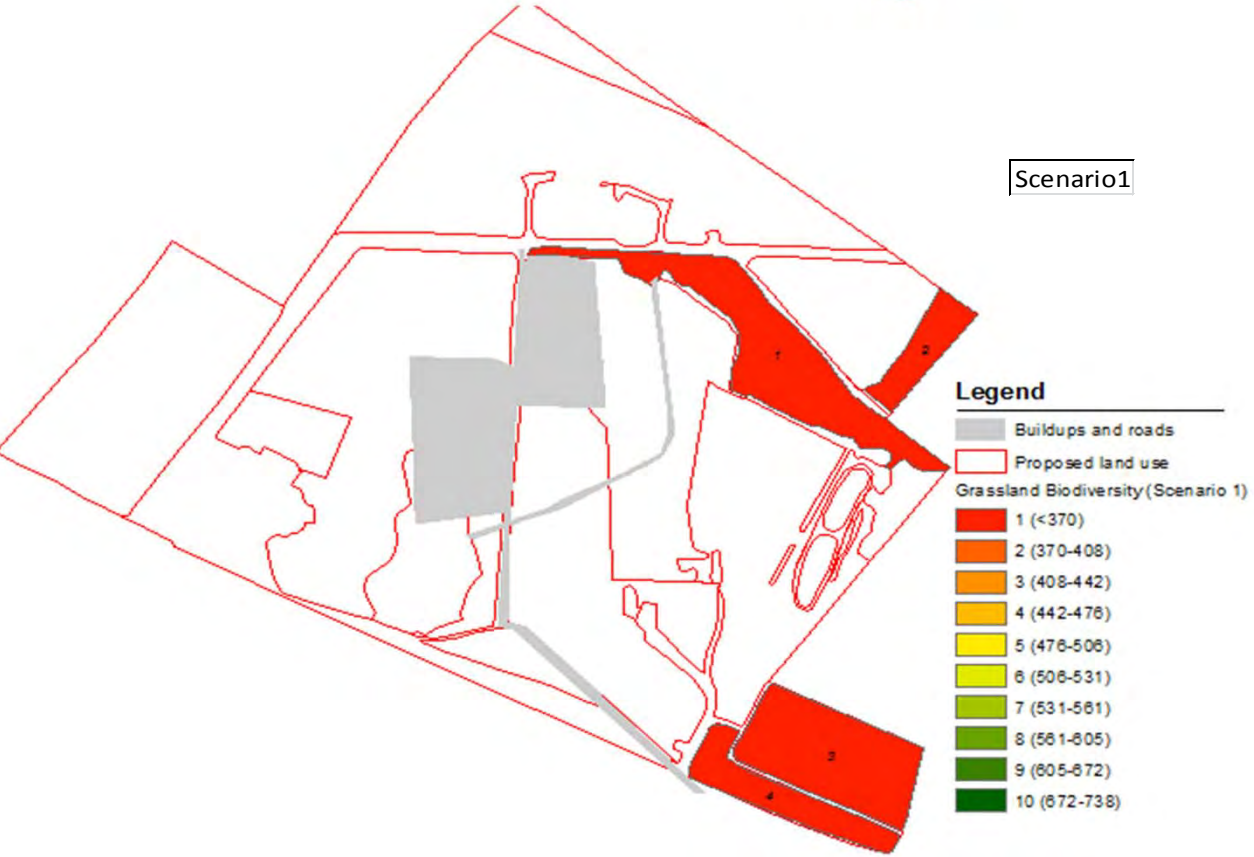 Scenario1
1
2
Legend
Buildups and roads
Proposed land use
Grassland Biodiversity (Scenario 1)
1 (<370)
2 (370-408)
3 (408-442)
4 (442-476)
5 (476-506)
6 (506-531)
7 (531-561)
8 (561-605)
9 (605-672)
10 (672-738)
3
4